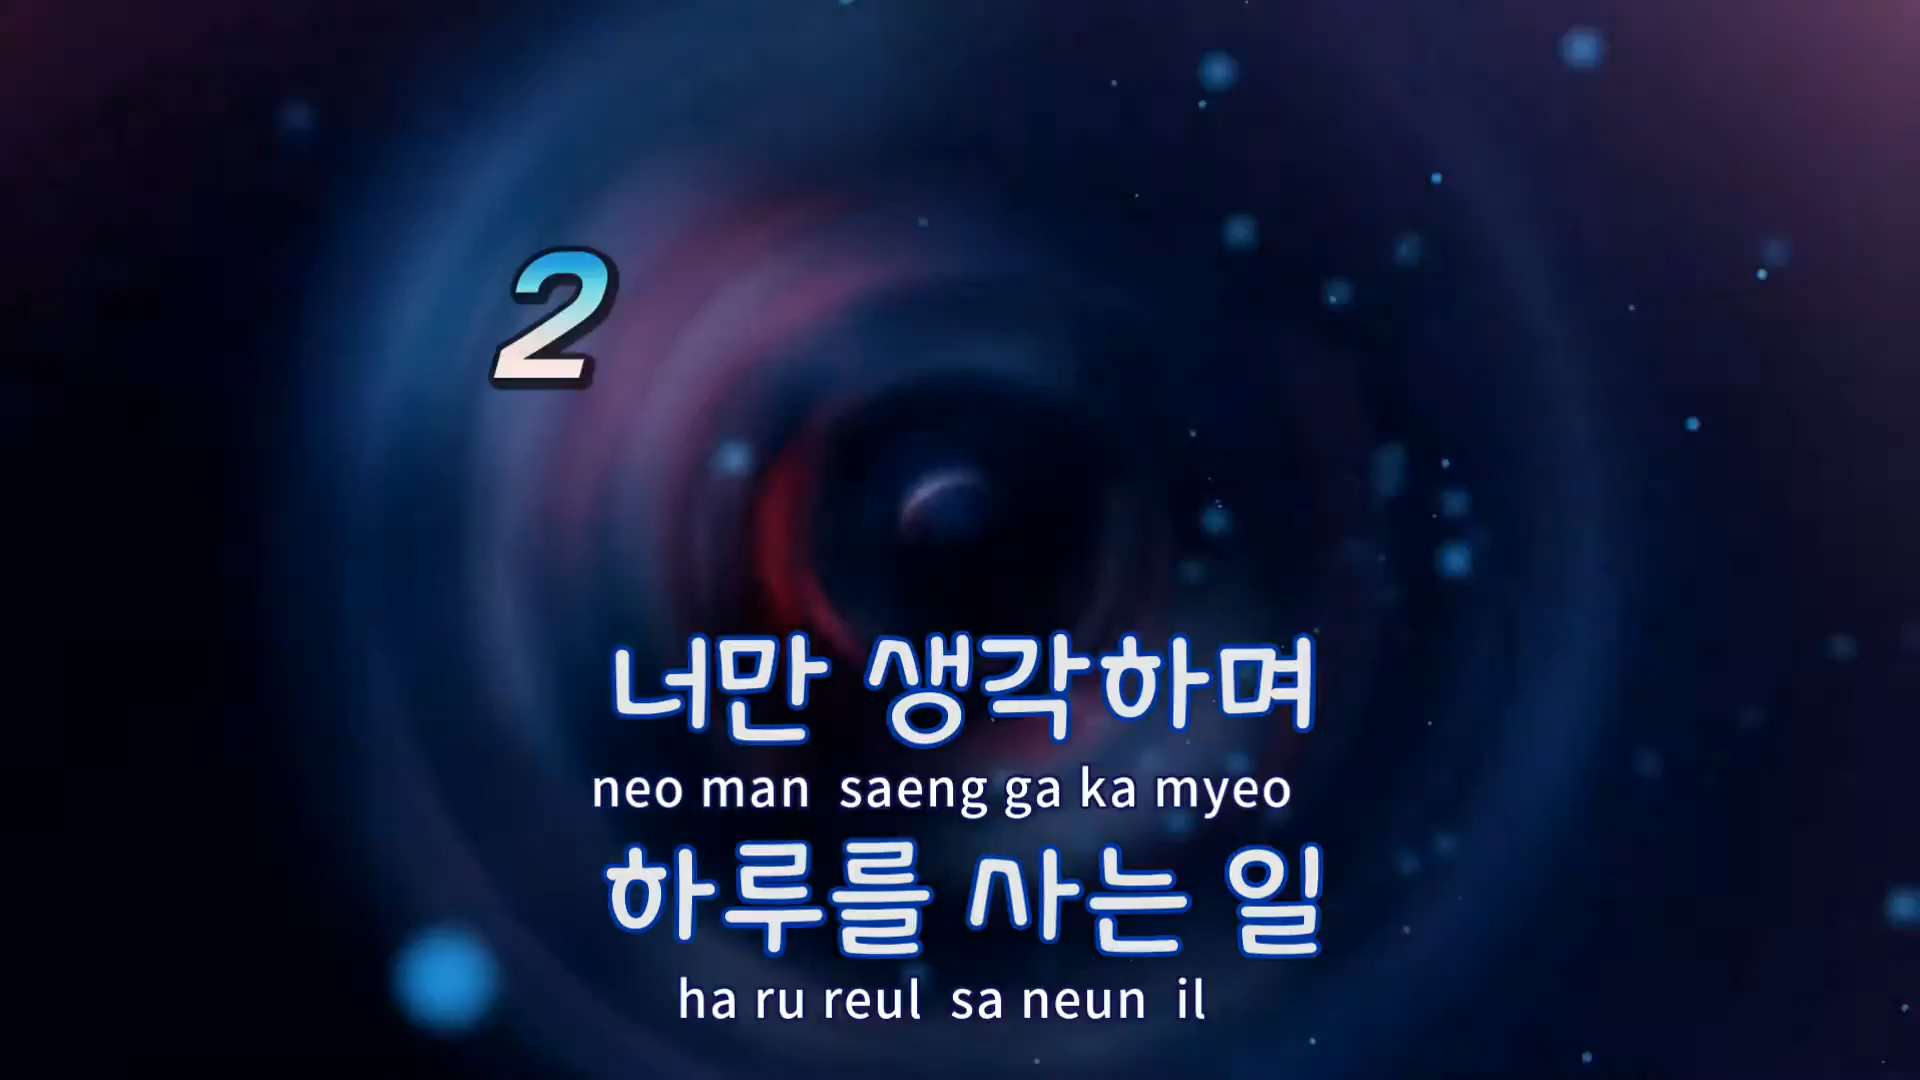 2
너만 생각하며
neo man saeng ga ka myeo
하루를 사는 일
ha ru reul sa neun il